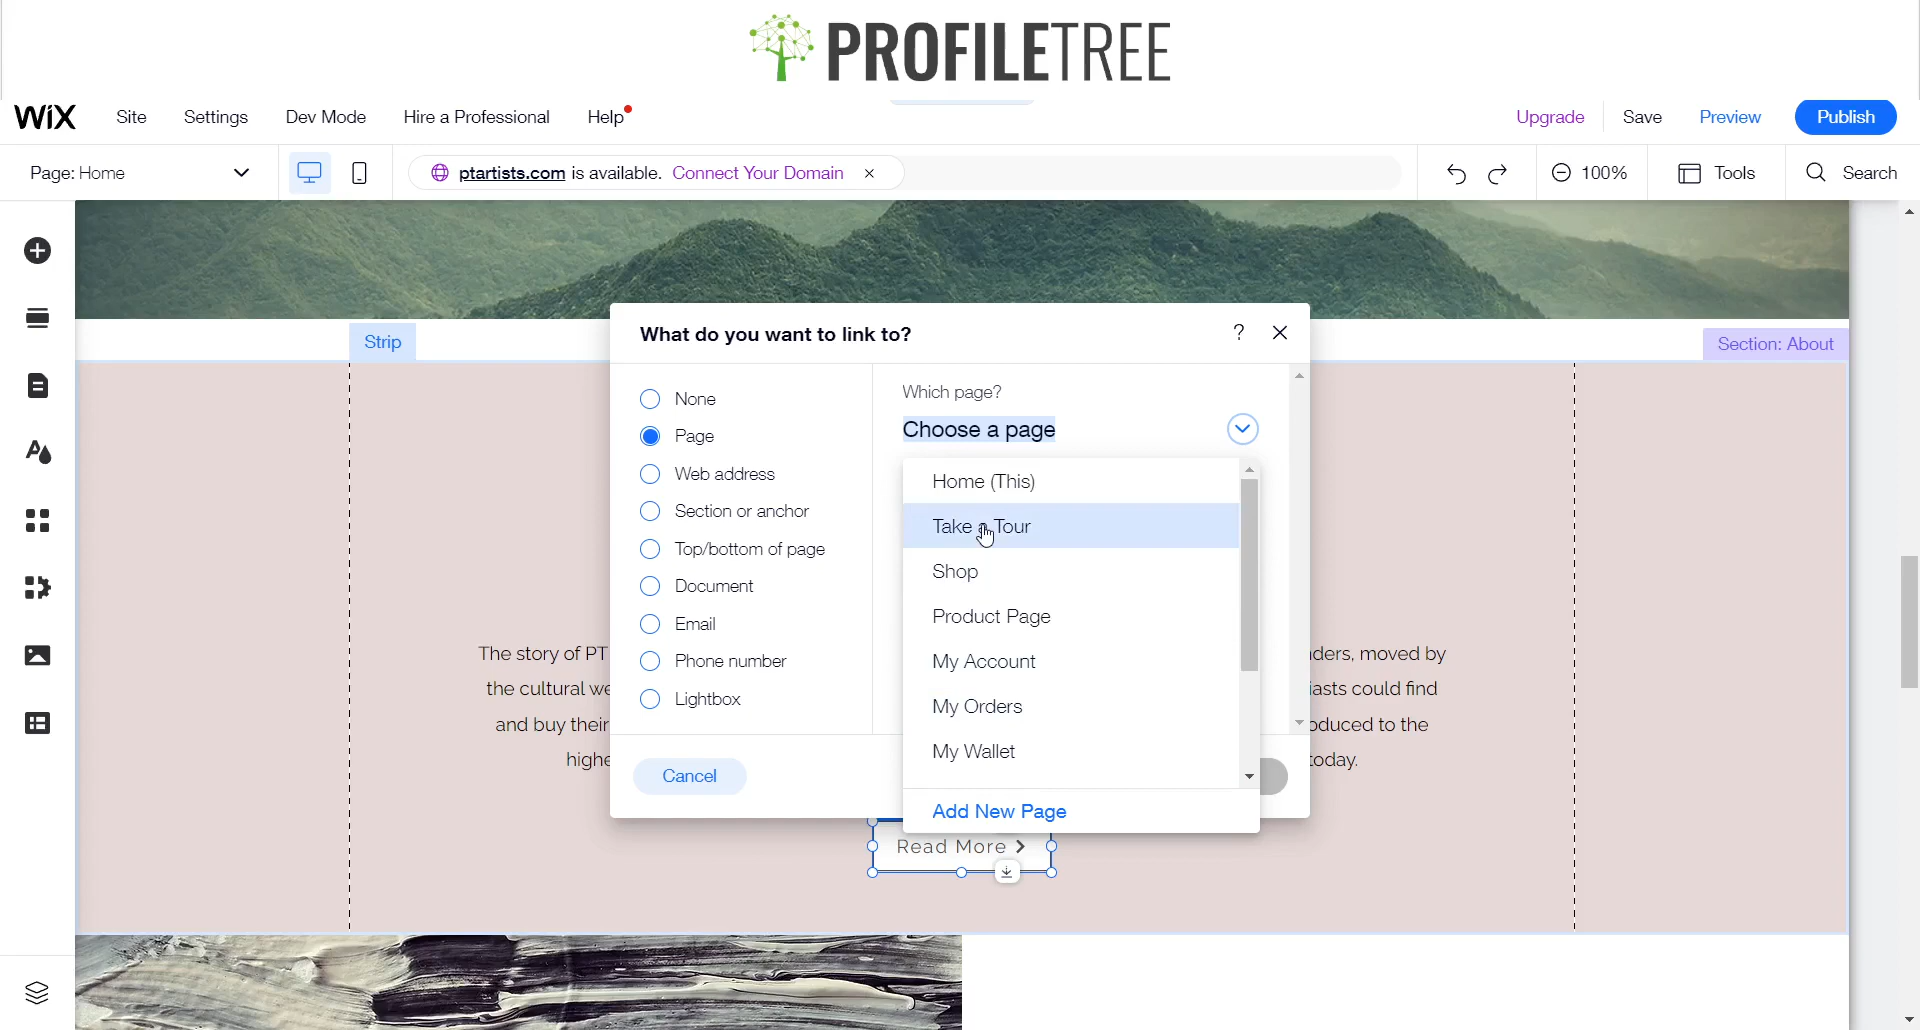 PROFILETREE
WiX Site Settings Dev Mode Hire a Professional Help Upgrade Save Preview Publish
Page: Home ptartists.com is available. Connect Your Domain 100% Tools Search
Strip
Section: About
What do you want to link to? ?
None
Page
Web address
Section or anchor
Top/bottom of page
Document
Email
Phone number
Lightbox
Cancel
Which page?
Choose a page
Home (This)
Take a Tour
Shop
Product Page
My Account
My Orders
My Wallet
Add New Page
The story of PT
the cultural we
and buy their
highe
ders, moved by
iasts could find
duced to the
today.
Read More >